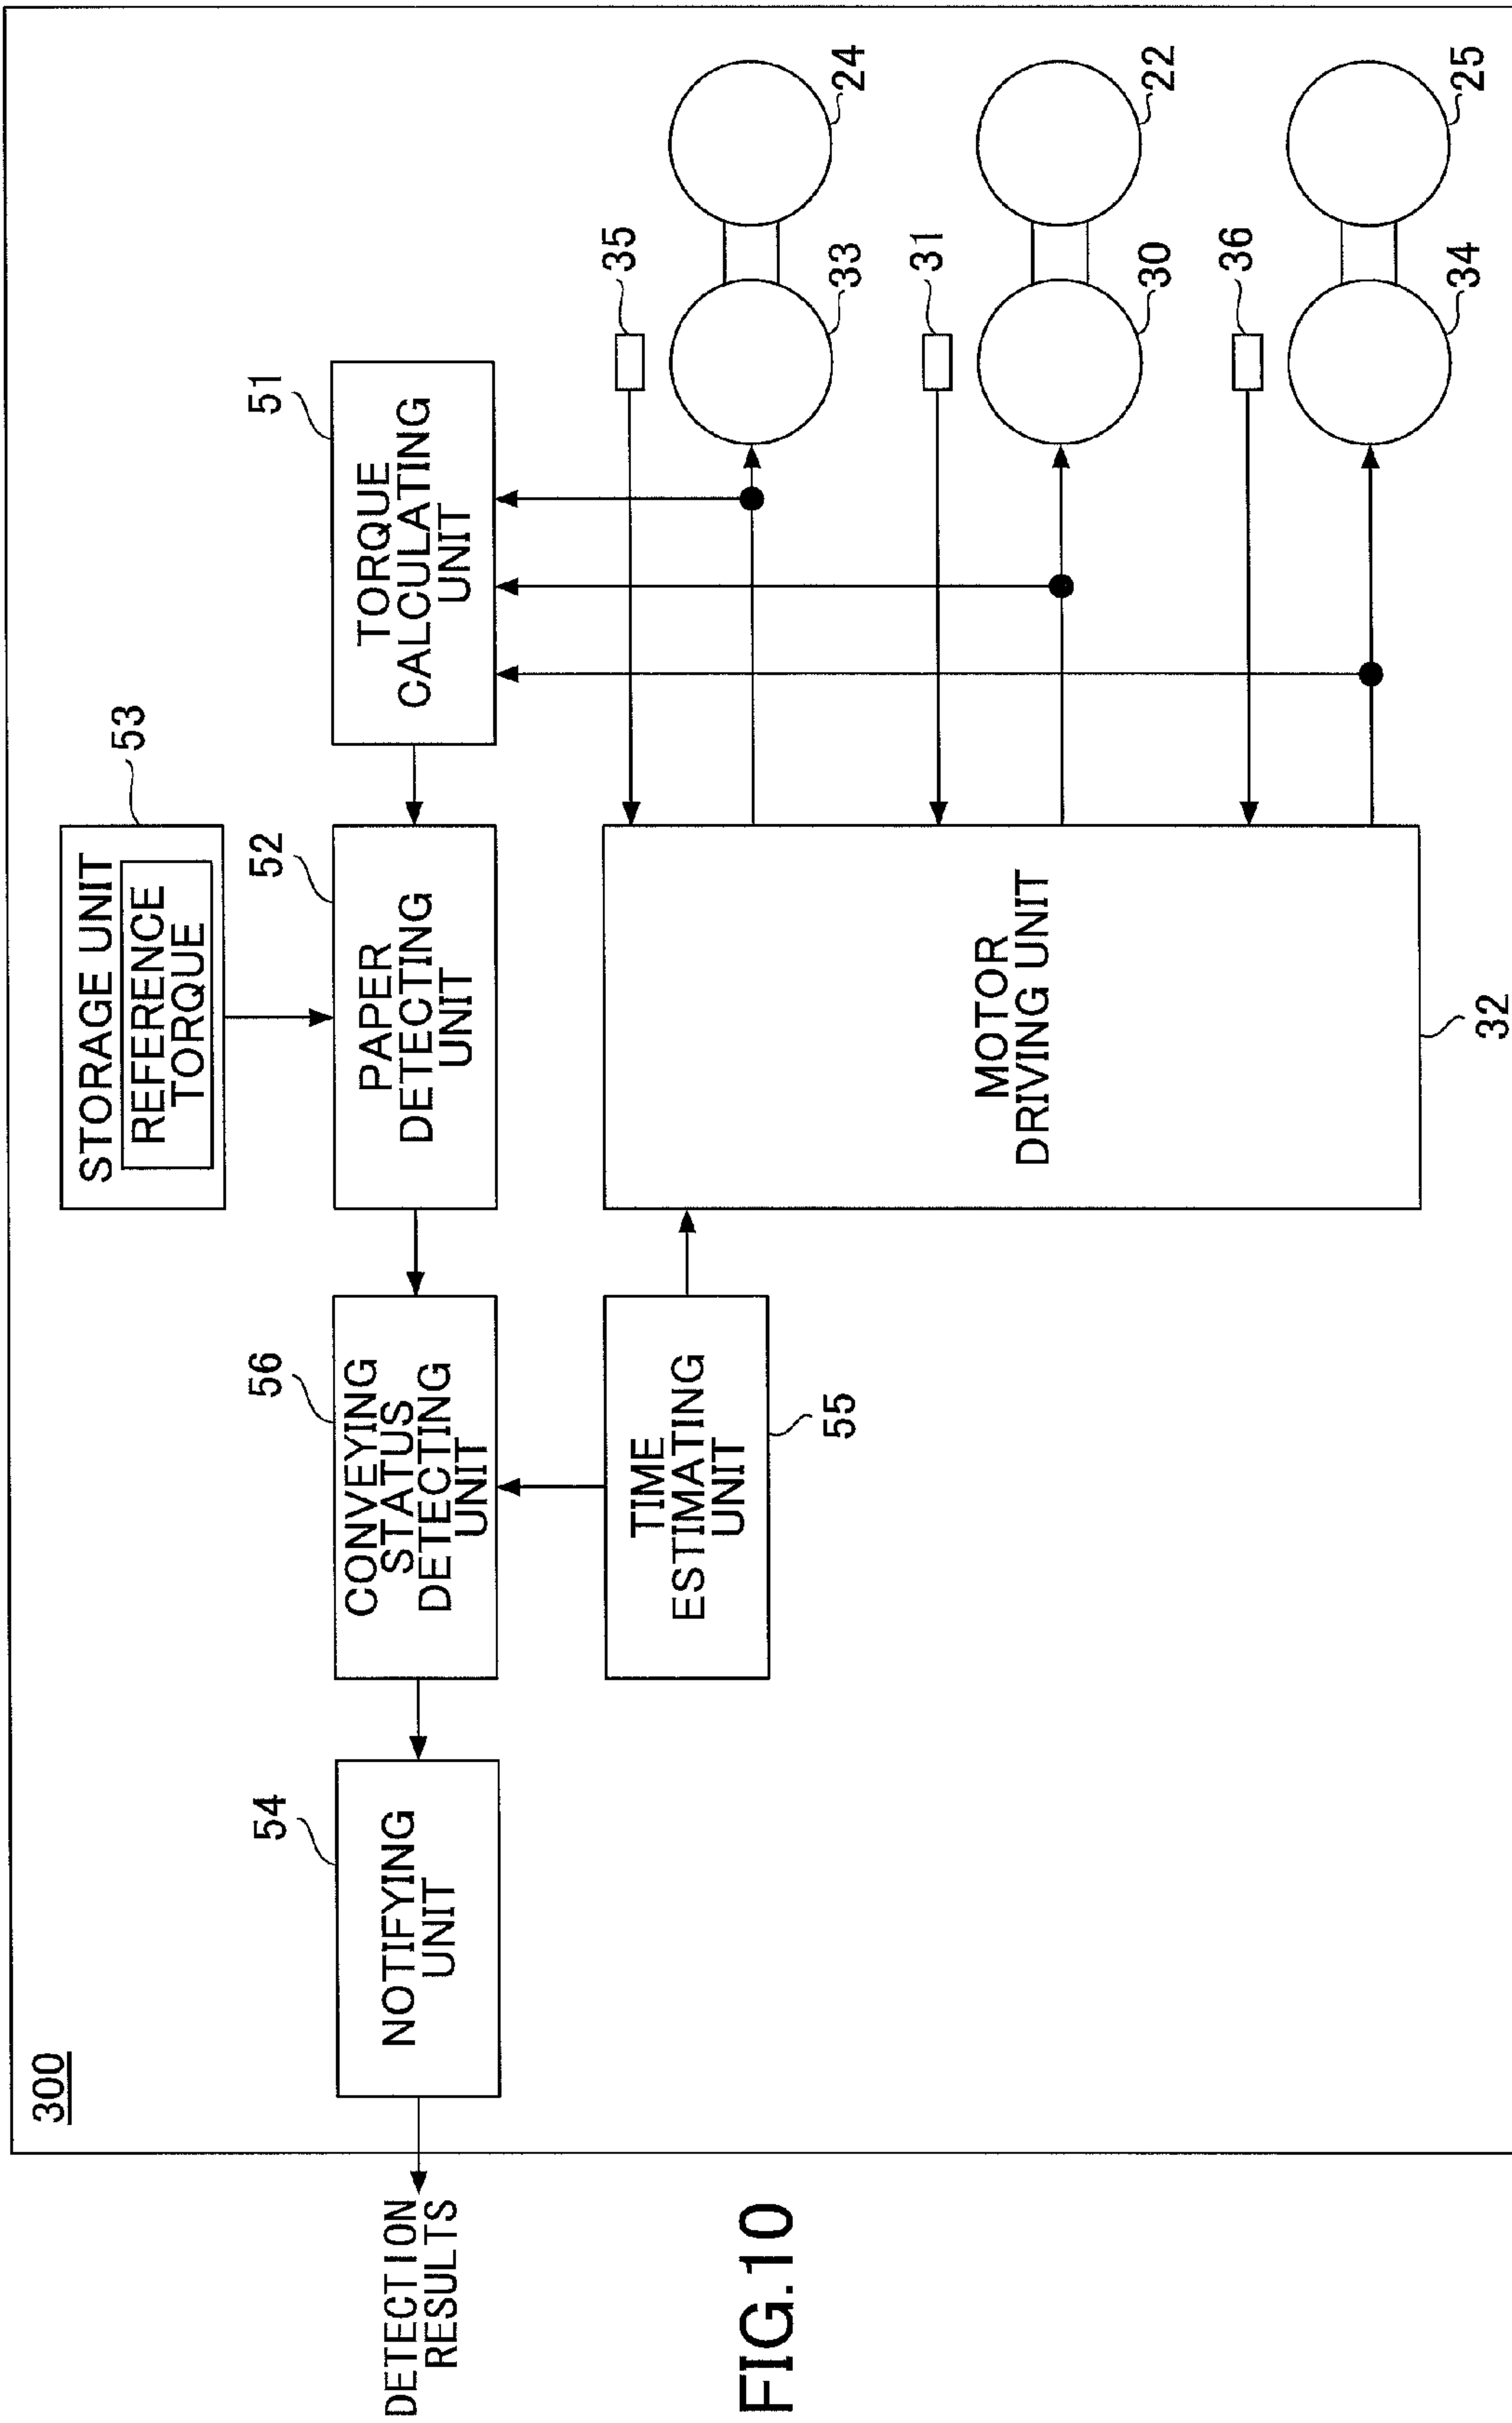 300
STORAGE UNIT
REFERENCE
TORQUE
53
NOTIFYING
UNIT
54
CONVEYING
STATUS
DETECTING
UNIT
56
PAPER
DETECTING
UNIT
52
TORQUE
CALCULATING
UNIT
51
DETECTION
RESULTS
TIME
ESTIMATING
UNIT
55
MOTOR
DRIVING UNIT
32
35
33
24
31
30
22
36
34
25
FIG.10